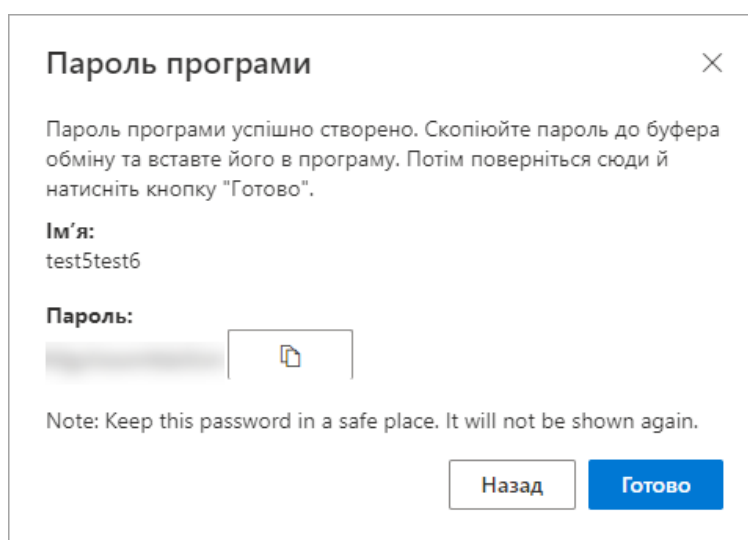 Пароль програми
Пароль програми успішно створено. Скопіюйте пароль до буфера
обміну та вставте його в програму. Потім поверніться сюди й
натисніть кнопку "Готово".
Ім’я:
test5test6
Пароль:
Note: Keep this password in a safe place. It will not be shown again.
Назад
Готово